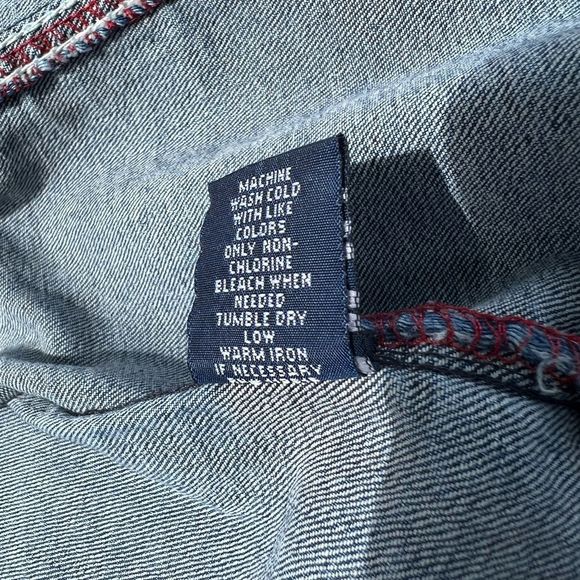 MACHINE
WASH COLD
WITH LIKE
COLORS
ONLY NON-
CHLORINE
BLEACH WHEN
NEEDED
TUMBLE DRY
LOW
WARM IRON
IF NECESSARY